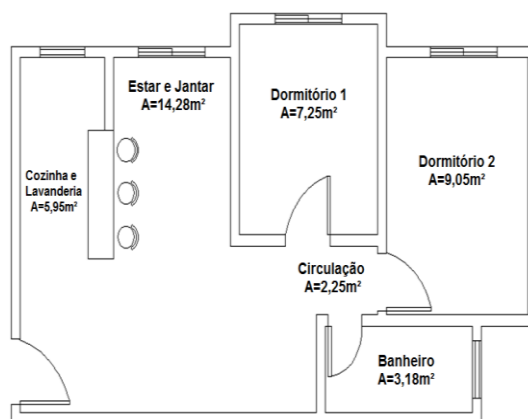 Estar e Jantar
A=14,28m²
Dormitório 1
A=7,25m²
Dormitório 2
A=9,05m²
Cozinha e
Lavanderia
A=5,95m²
Circulação
A=2,25m²
Banheiro
A=3,18m²